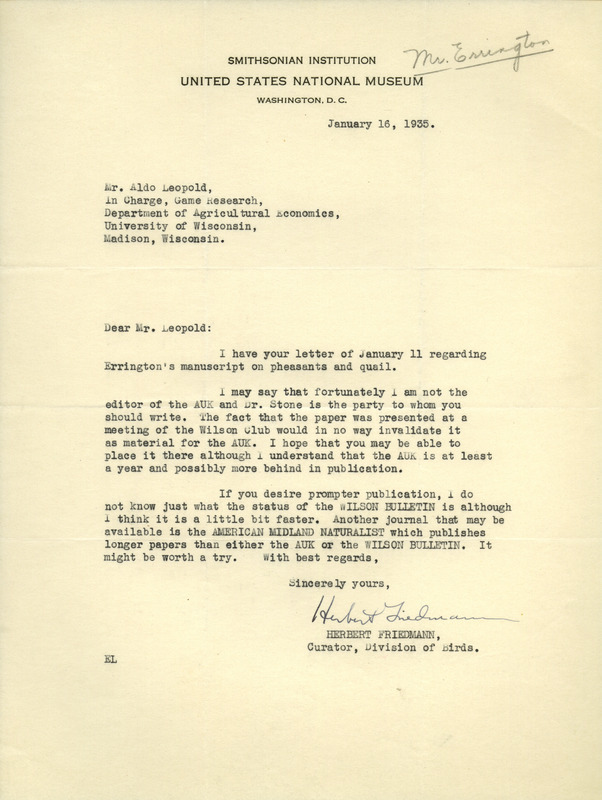 Mr. Errington
SMITHSONIAN INSTITUTION
UNITED STATES NATIONAL MUSEUM
WASHINGTON, D. C.
January 16, 1935.
Mr. Aldo Leopold,
In Charge, Game Research,
Department of Agricultural Economics,
University of Wisconsin,
Madison, Wisconsin.
Dear Mr. Leopold:
I have your letter of January 11 regarding
Errington's manuscript on pheasants and quail.
I may say that fortunately I am not the
editor of the AUK and Dr. Stone is the party to whom you
should write. The fact that the paper was presented at a
meeting of the Wilson Club would in no way invalidate it
as material for the AUK. I hope that you may be able to
place it there although I understand that the AUK is at least
a year and possibly more behind in publication.
If you desire prompter publication, I do
not know just what the status of the WILSON BULLETIN is although
I think it is a little bit faster. Another journal that may be
available is the AMERICAN MIDLAND NATURALIST which publishes
longer papers than either the AUK or the WILSON BULLETIN. It
might be worth a try. With best regards,
Sincerely yours,
Herbert Friedmann
HERBERT FRIEDMANN,
Curator, Division of Birds.
EL